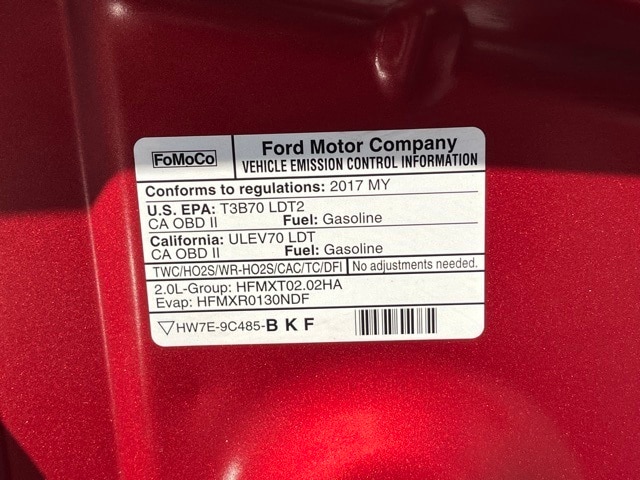 FoMoCo
Ford Motor Company
VEHICLE EMISSION CONTROL INFORMATION
Conforms to regulations: 2017 MY
U.S. EPA: T3B70 LDT2
CA OBD II Fuel: Gasoline
California: ULEV70 LDT
CA OBD II Fuel: Gasoline
TWC/HO2S/WR-HO2S/CAC/TC/DFI No adjustments needed.
2.0L-Group: HFMXT02.02HA
Evap: HFMXR0130NDF
HW7E-9C485-B K F